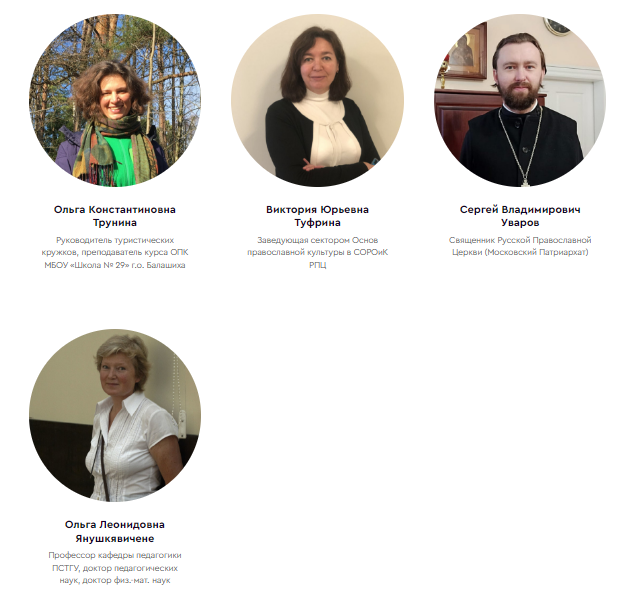 Ольга Константиновна
Трунина
Руководитель туристических
кружков, преподаватель курса ОПК
МБОУ «Школа № 29» г.о. Балашиха
Виктория Юрьевна
Туфрина
Заведующая сектором Основ
православной культуры в СОРОиК
РПЦ
Сергей Владимирович
Уваров
Священник Русской Православной
Церкви (Московский Патриархат)
Ольга Леонидовна
Янушкявичене
Профессор кафедры педагогики
ПСТГУ, доктор педагогических
наук, доктор физ.-мат. наук